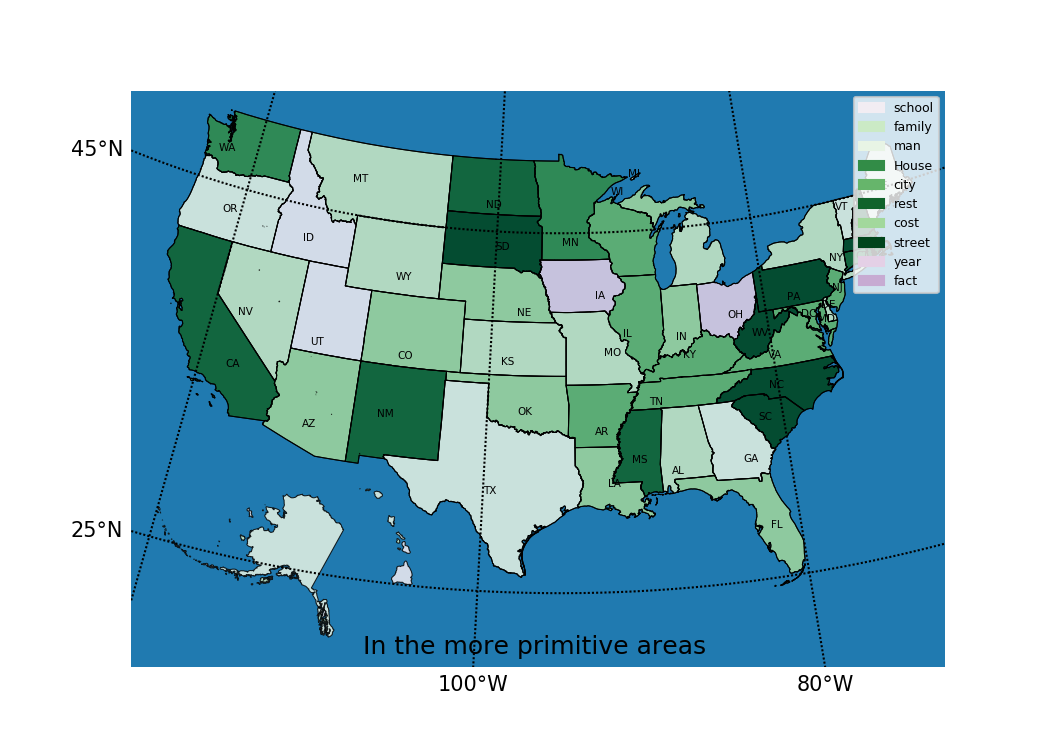 45°N
25°N
100°W
80°W
WA
OR
CA
NV
ID
MT
WY
UT
AZ
CO
NM
ND
SD
NE
KS
OK
TX
MN
IA
MO
AR
LA
WI
MI
IL
IN
OH
KY
TN
MS
AL
GA
FL
SC
NC
VA
WV
PA
NY
VT
NJ
DE
MD
DC
school
family
man
House
city
rest
cost
street
year
fact
In the more primitive areas